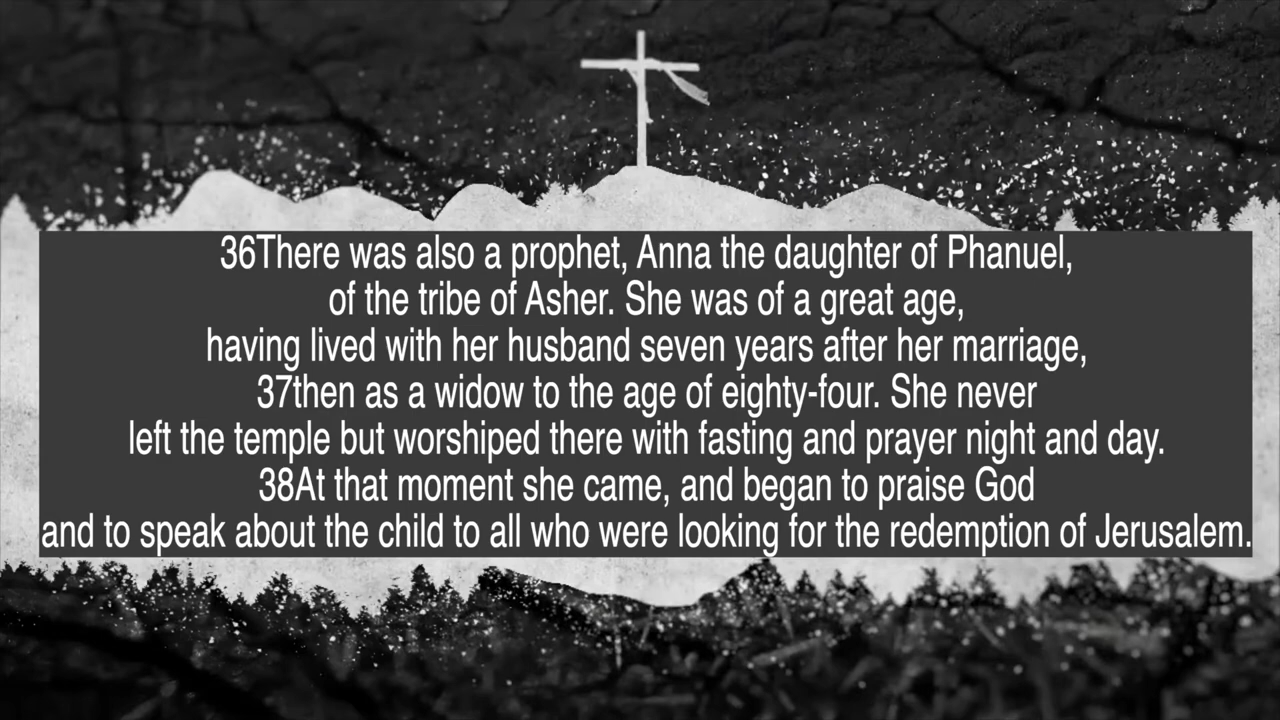 36There was also a prophet, Anna the daughter of Phanuel,
of the tribe of Asher. She was of a great age,
having lived with her husband seven years after her marriage,
37then as a widow to the age of eighty-four. She never
left the temple but worshiped there with fasting and prayer night and day.
38At that moment she came, and began to praise God
and to speak about the child to all who were looking for the redemption of Jerusalem.